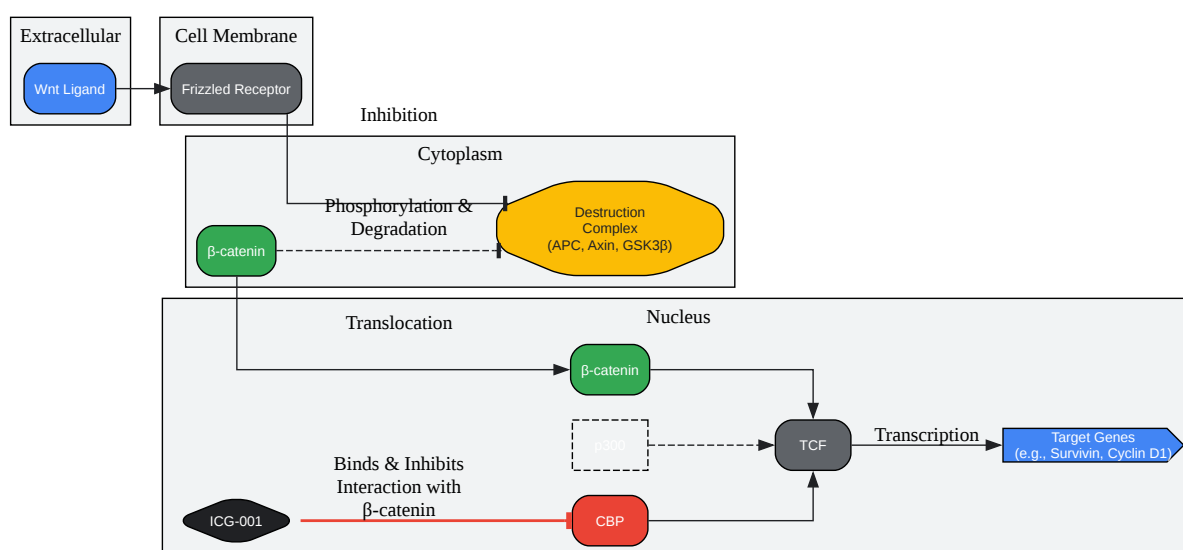 Extracellular
Cell Membrane
Wnt Ligand
Frizzled Receptor
Inhibition
Cytoplasm
Phosphorylation &
Degradation
Destruction
Complex
(APC, Axin, GSK3β)
β-catenin
Translocation
Nucleus
β-catenin
p300
TCF
Transcription
Target Genes
(e.g., Survivin, Cyclin D1)
Binds & Inhibits
Interaction with
β-catenin
ICG-001
CBP